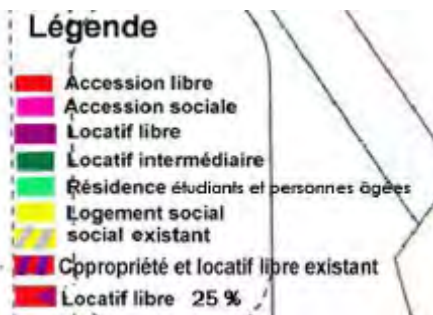 Légende
Accession libre
Accession sociale
Locatif libre
Locatif intermédiaire
Résidence étudiants et personnes âgées
Logement social
social existant
Coppropriété et locatif libre existant
Locatif libre 25 %